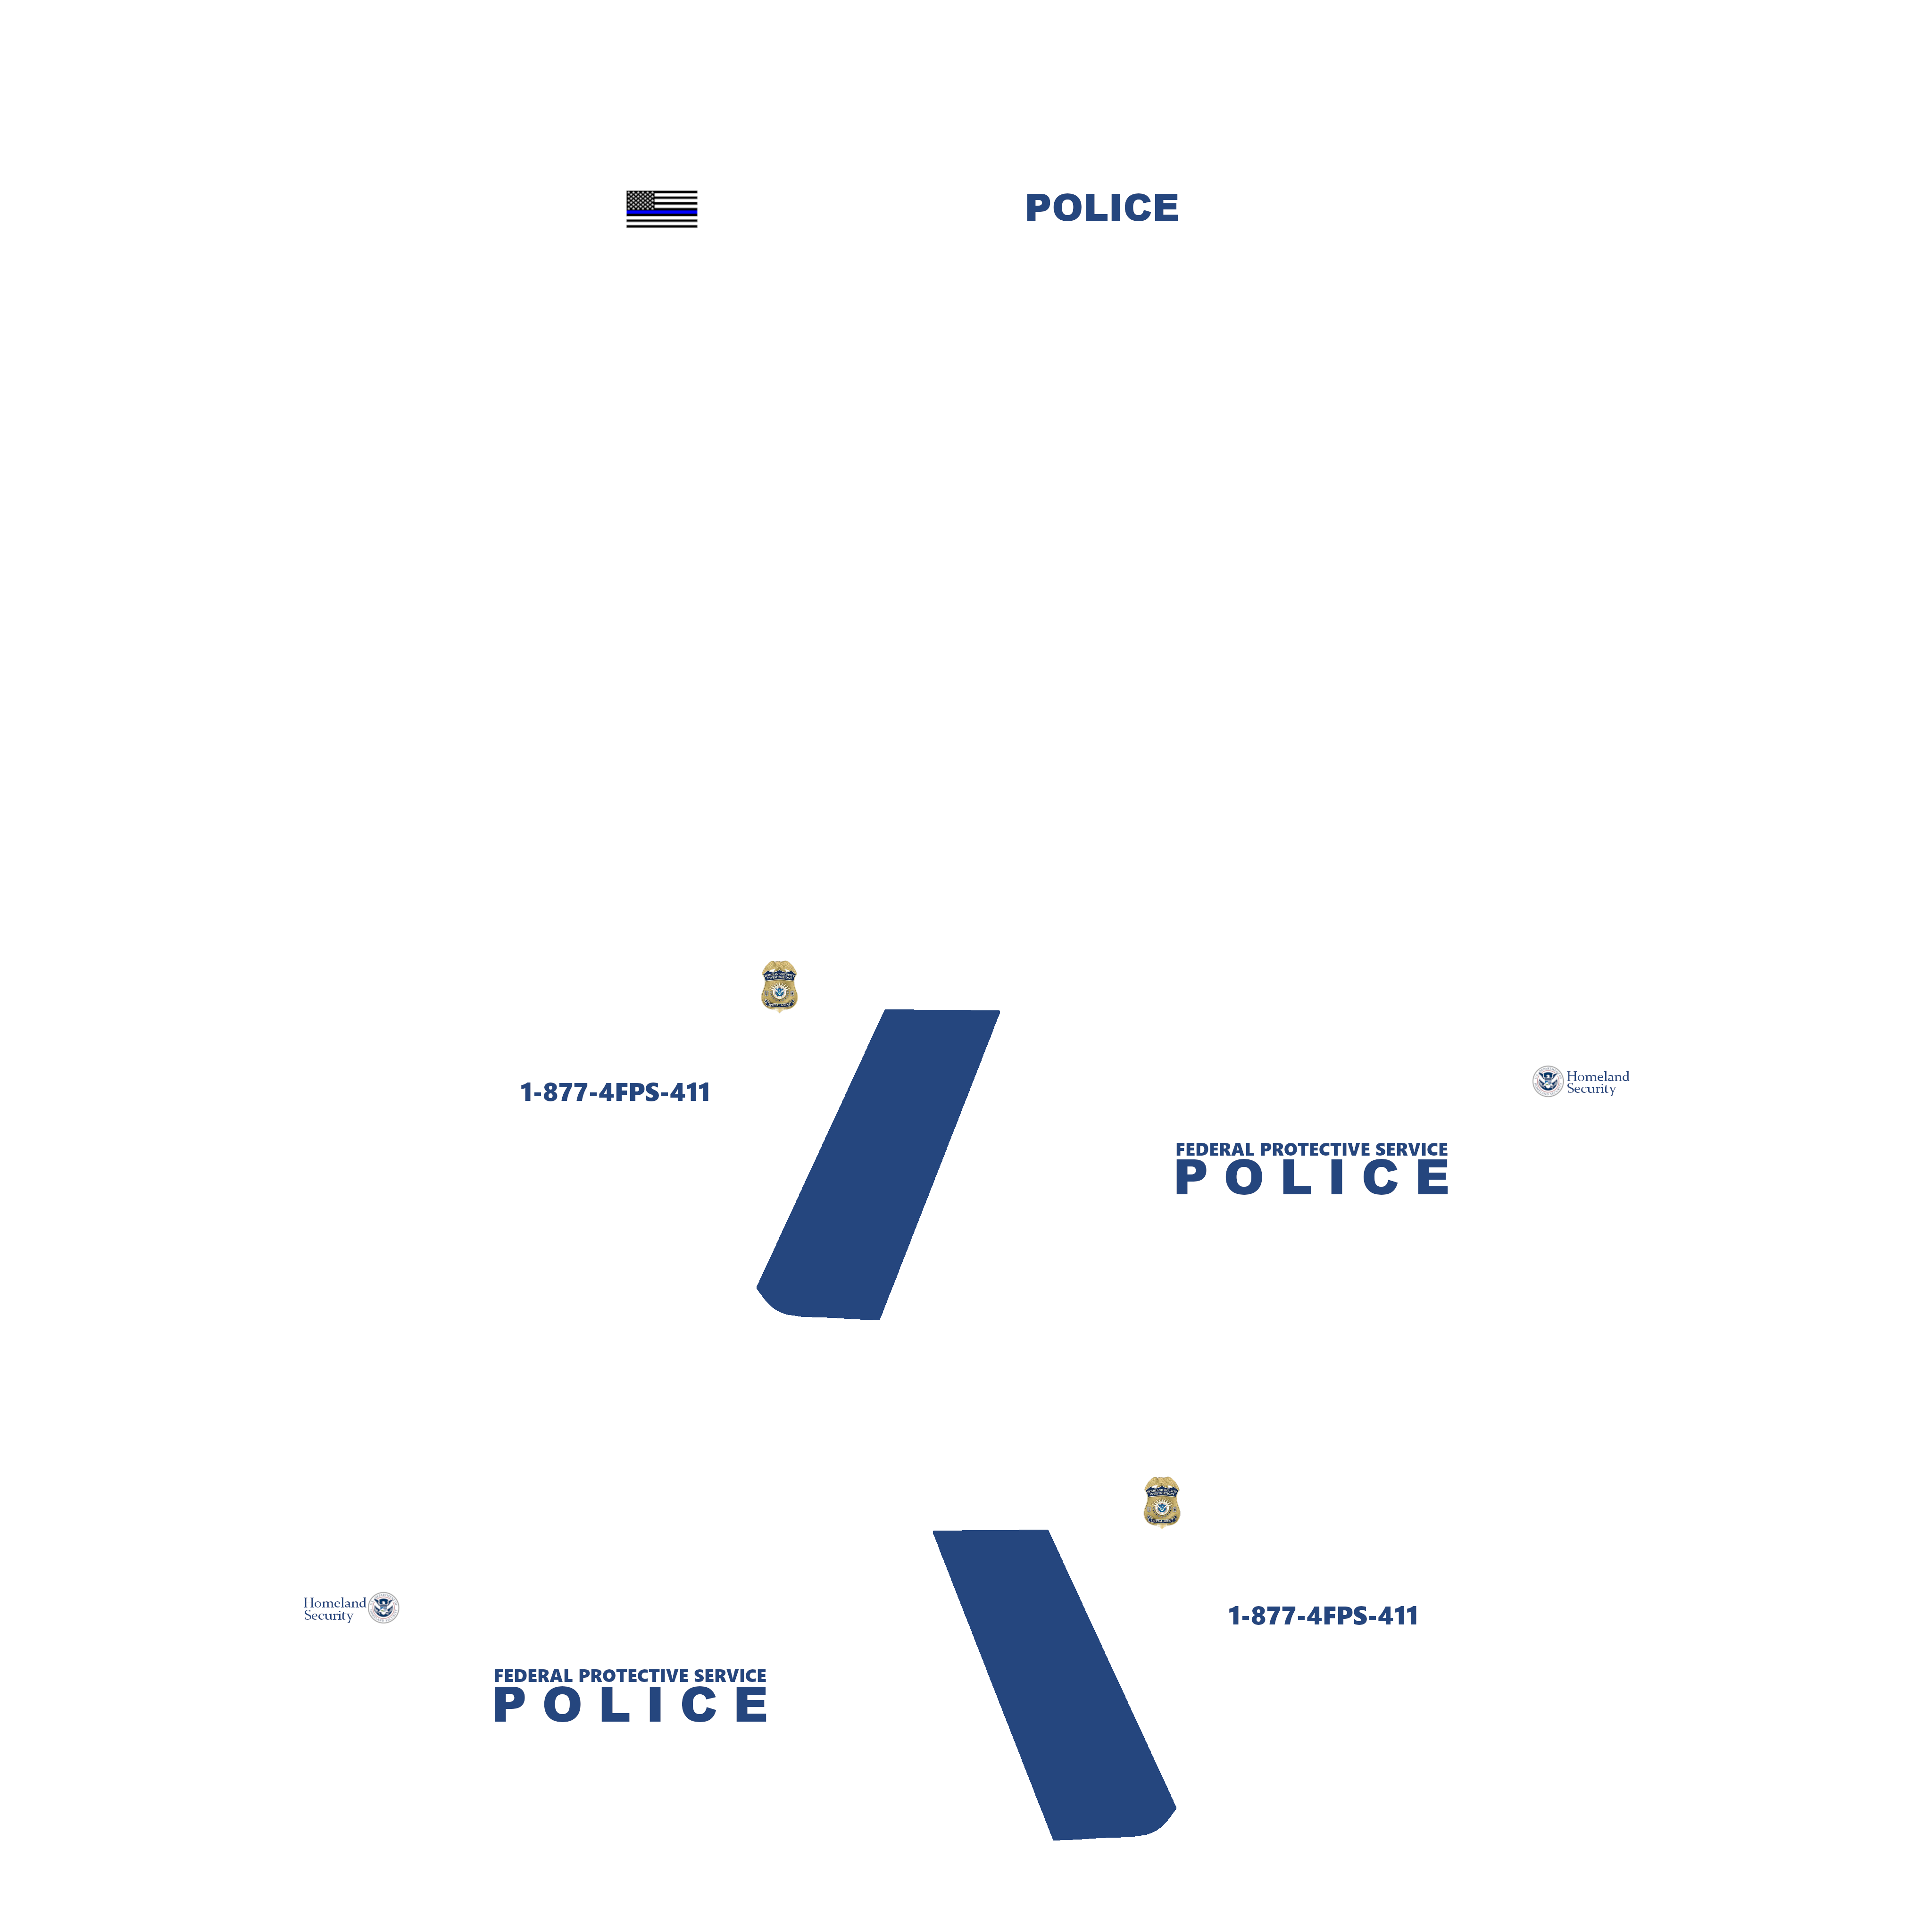 POLICE
1-877-4FPS-411
Homeland
Security
FEDERAL PROTECTIVE SERVICE
POLICE
Homeland
Security
1-877-4FPS-411
FEDERAL PROTECTIVE SERVICE
POLICE